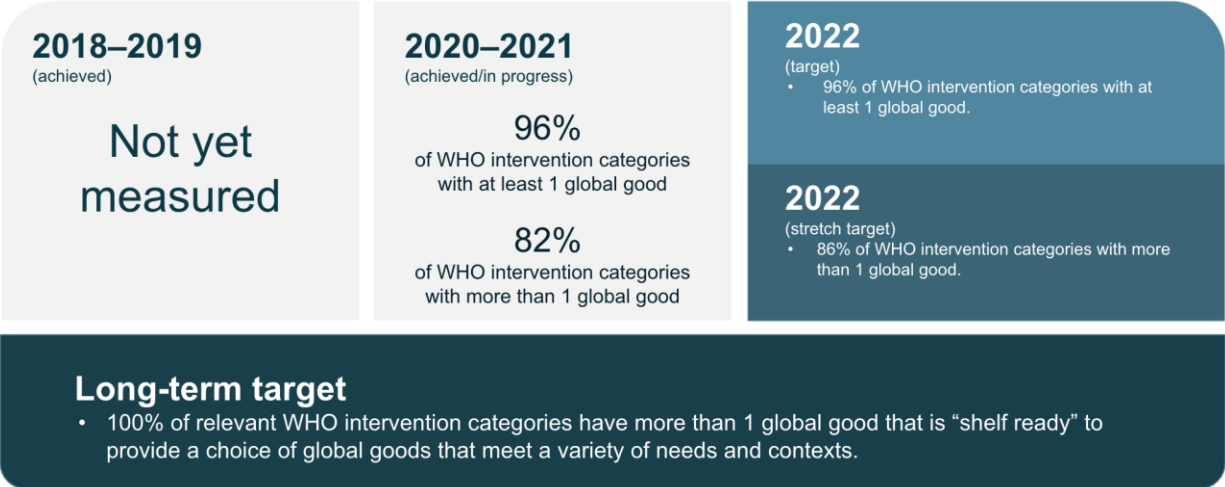 2018–2019
(achieved)
Not yet
measured
2020–2021
(achieved/in progress)
96%
of WHO intervention categories
with at least 1 global good
82%
of WHO intervention categories
with more than 1 global good
2022
(target)
• 96% of WHO intervention categories with at
least 1 global good.
2022
(stretch target)
• 86% of WHO intervention categories with more
than 1 global good.
Long-term target
• 100% of relevant WHO intervention categories have more than 1 global good that is “shelf ready” to
provide a choice of global goods that meet a variety of needs and contexts.